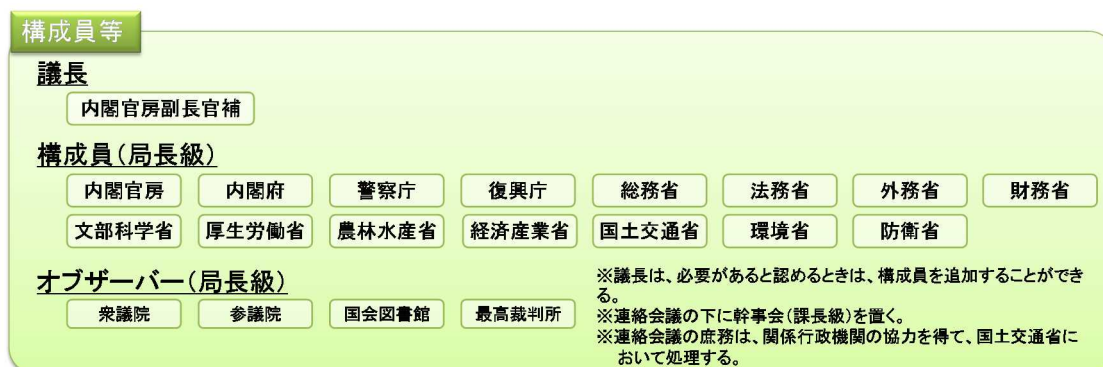 構成員等
議長
内閣官房副長官補
構成員(局長級)
内閣官房 内閣府 警察庁 復興庁 総務省 法務省 外務省 財務省
文部科学省 厚生労働省 農林水産省 経済産業省 国土交通省 環境省 防衛省
オブザーバー(局長級)
衆議院 参議院 国会図書館 最高裁判所
※議長は、必要があると認めるときは、構成員を追加することができ
る。
※連絡会議の下に幹事会(課長級)を置く。
※連絡会議の庶務は、関係行政機関の協力を得て、国土交通省に
おいて処理する。